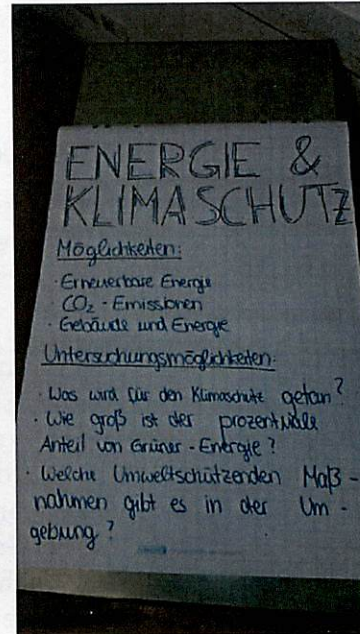 ENERGIE &
KLIMASCHUTZ
Möglichkeiten:
· Erneuerbare Energie
· CO₂ - Emissionen
· Gebäude und Energie
Untersuchungsmöglichkeiten:
· Was wird für den Klimaschutz getan?
· Wie groß ist der prozentuale
Anteil von Grüner - Energie?
· Welche Umweltschützenden Maß-
nahmen gibt es in der Um-
gebung?